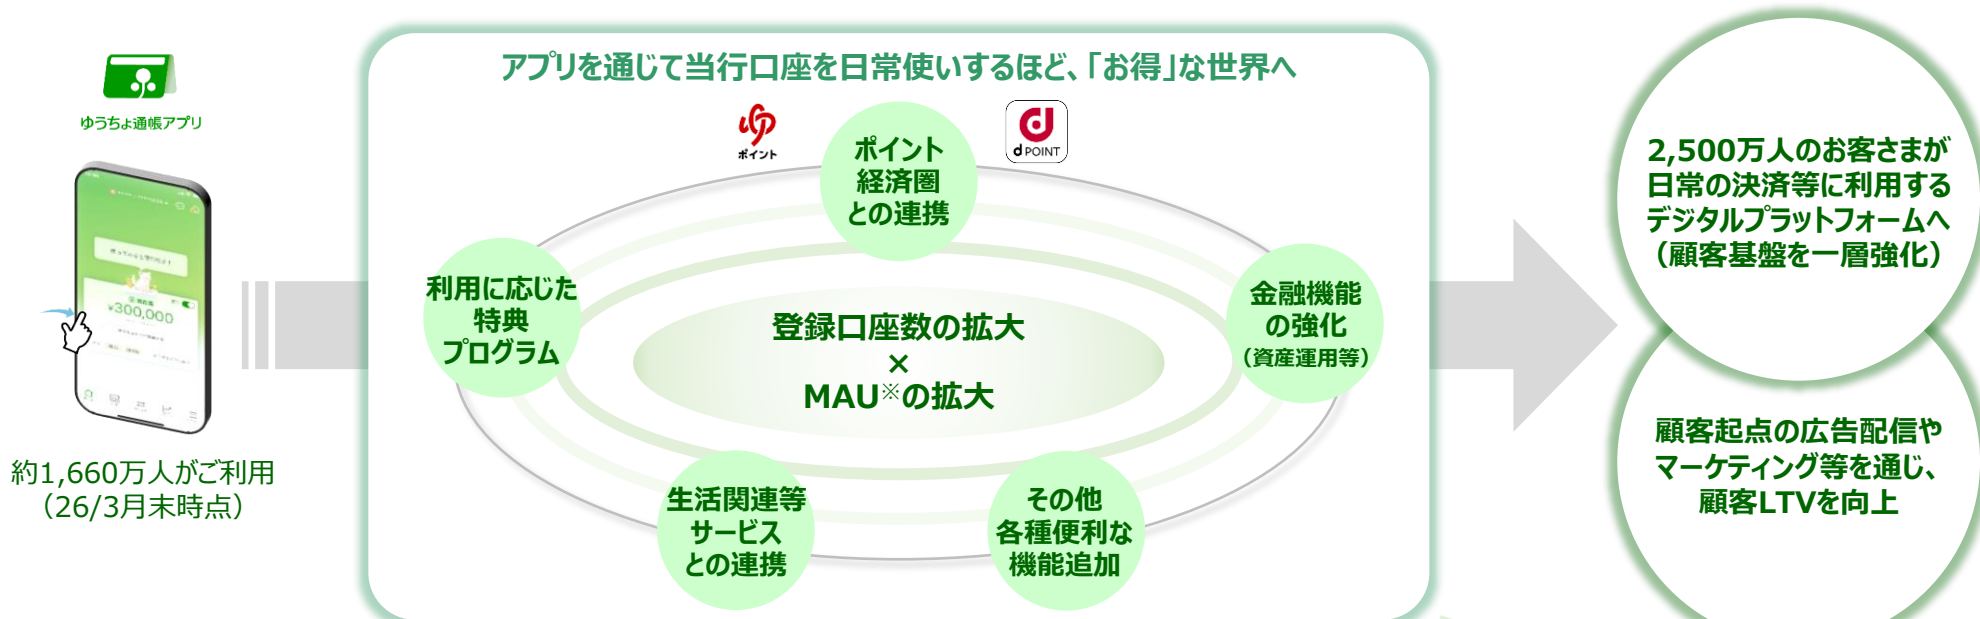 アプリを通じて当行口座を日常使いするほど、「お得」な世界へ
ゆうちょ通帳アプリ
¥300,000
約1,660万人がご利用
（26/3月末時点）
ゆうポイント
d POINT
ポイント
経済圏
との連携
利用に応じた
特典
プログラム
金融機能
の強化
（資産運用等）
登録口座数の拡大
×
MAU※の拡大
生活関連等
サービス
との連携
その他
各種便利な
機能追加
2,500万人のお客さまが
日常の決済等に利用する
デジタルプラットフォームへ
（顧客基盤を一層強化）
顧客起点の広告配信や
マーケティング等を通じ、
顧客LTVを向上